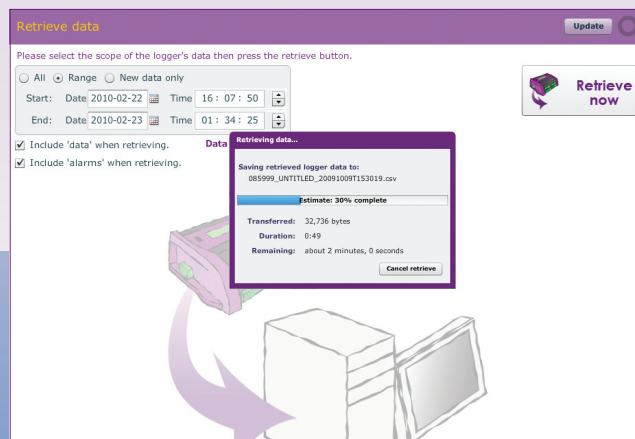 Retrieve data
Update
Please select the scope of the logger's data then press the retrieve button.
All Range New data only
Start: Date 2010-02-22 Time 16 : 07 : 50
End: Date 2010-02-23 Time 01 : 34 : 25
Include 'data' when retrieving.
Data
Include 'alarms' when retrieving.
Retrieve
now
Retrieving data...
Saving retrieved logger data to:
085999_UNTITLED_20091009T153019.csv
Estimate: 30% complete
Transferred: 32,736 bytes
Duration: 0:49
Remaining: about 2 minutes, 0 seconds
Cancel retrieve